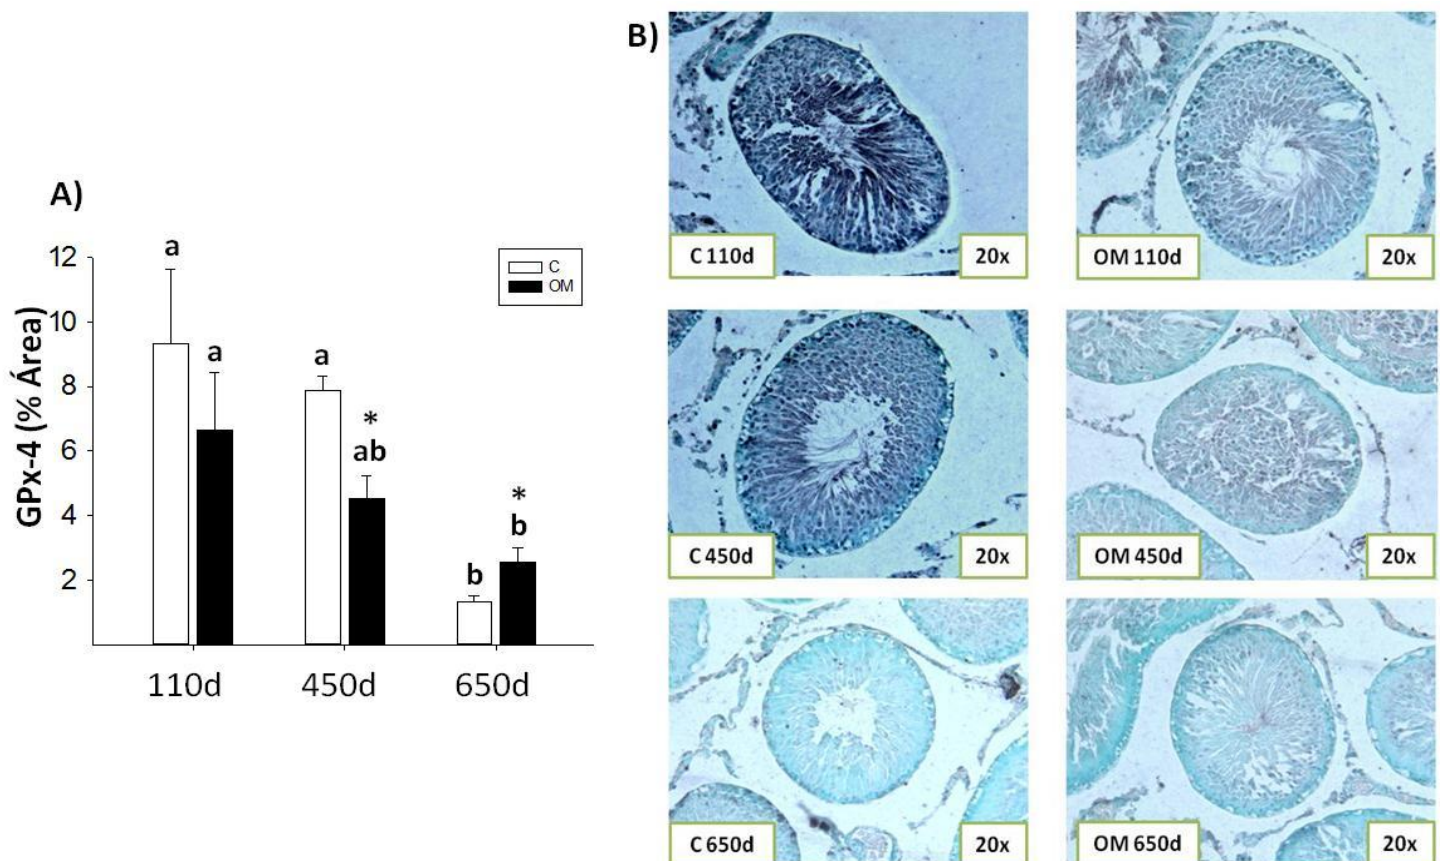 A)
GPx-4 (% Área)
12
10
8
6
4
2
a
a
a
*
ab
b
*
b
C
OM
110d
450d
650d
B)
C 110d
20x
OM 110d
20x
C 450d
20x
OM 450d
20x
C 650d
20x
OM 650d
20x